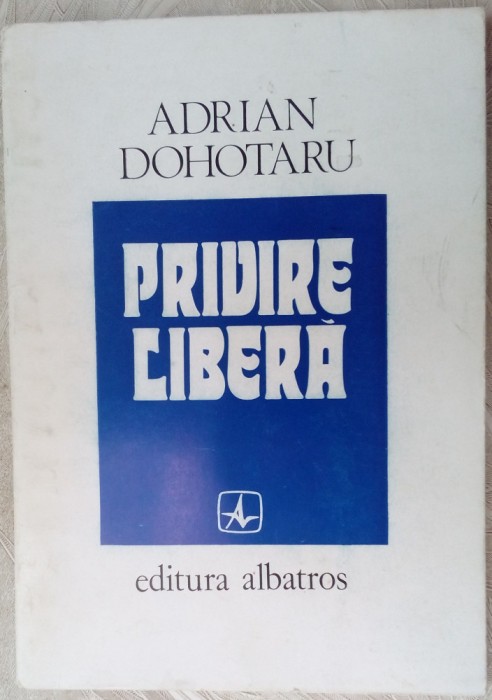 ADRIAN
DOHOTARU
PRIVIRE
LIBERĂ
editura albatros